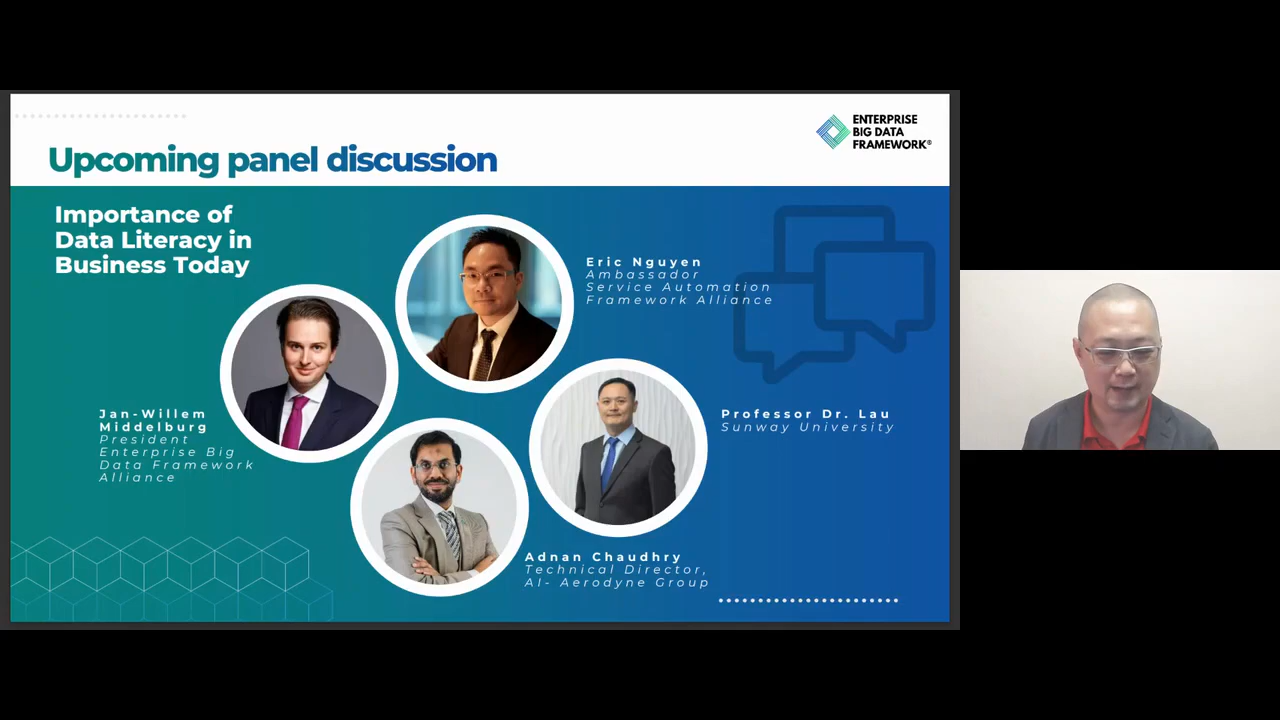 ENTERPRISE
BIG DATA
FRAMEWORK®
Upcoming panel discussion
Importance of
Data Literacy in
Business Today
Eric Nguyen
Ambassador
Service Automation
Framework Alliance
Jan-Willem
Middelburg
President
Enterprise Big
Data Framework
Alliance
Professor Dr. Lau
Sunway University
Adnan Chaudhry
Technical Director,
AI- Aerodyne Group